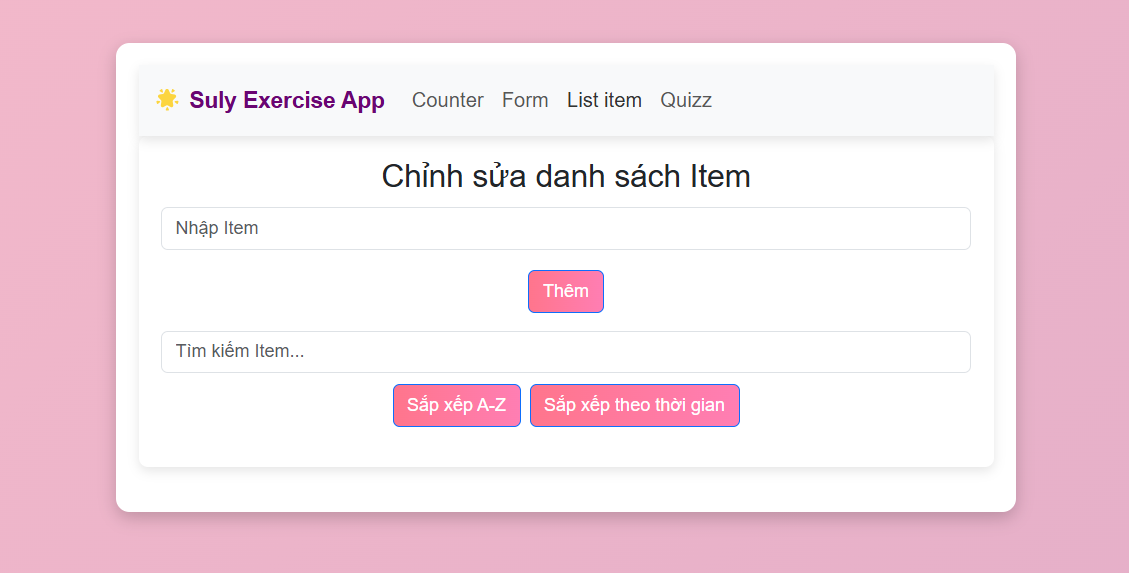 🌟 Suly Exercise App Counter Form List item Quizz
Chỉnh sửa danh sách Item
Nhập Item
Thêm
Tìm kiếm Item...
Sắp xếp A-Z Sắp xếp theo thời gian